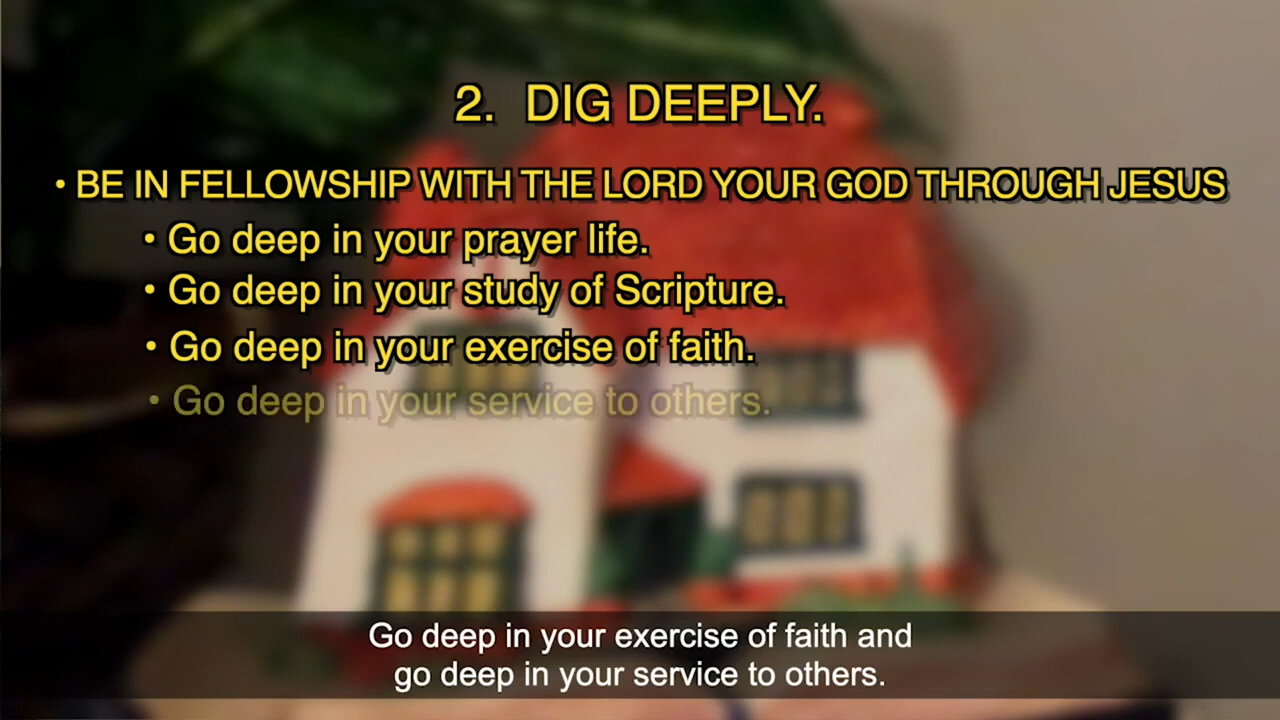 2. DIG DEEPLY.
• BE IN FELLOWSHIP WITH THE LORD YOUR GOD THROUGH JESUS
• Go deep in your prayer life.
• Go deep in your study of Scripture.
• Go deep in your exercise of faith.
• Go deep in your service to others.
Go deep in your exercise of faith and
go deep in your service to others.